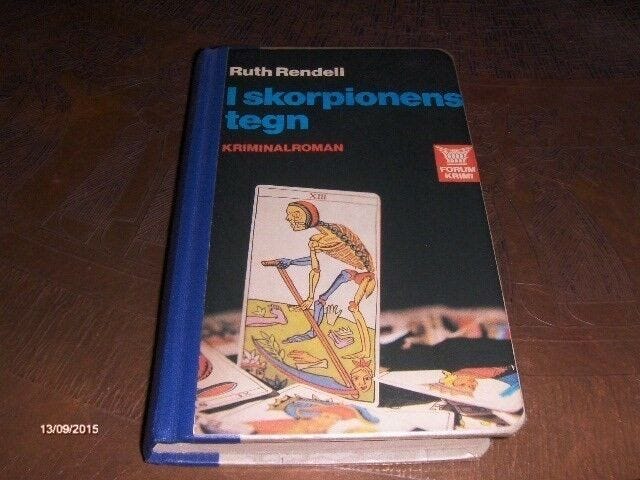 Ruth Rendell
I skorpionens
tegn
KRIMINALROMAN
FORUM
KRIMI
XIII
13/09/2015